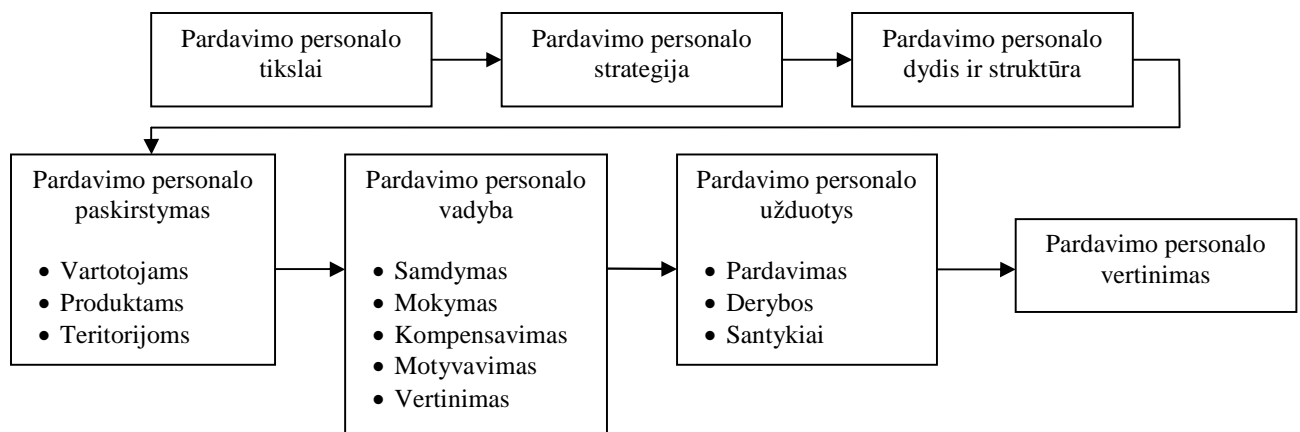 Pardavimo personalo
tikslai
Pardavimo personalo
strategija
Pardavimo personalo
dydis ir struktūra
Pardavimo personalo
paskirstymas
• Vartotojams
• Produktams
• Teritorijoms
Pardavimo personalo
vadyba
• Samdymas
• Mokymas
• Kompensavimas
• Motyvavimas
• Vertinimas
Pardavimo personalo
užduotys
• Pardavimas
• Derybos
• Santykiai
Pardavimo personalo
vertinimas